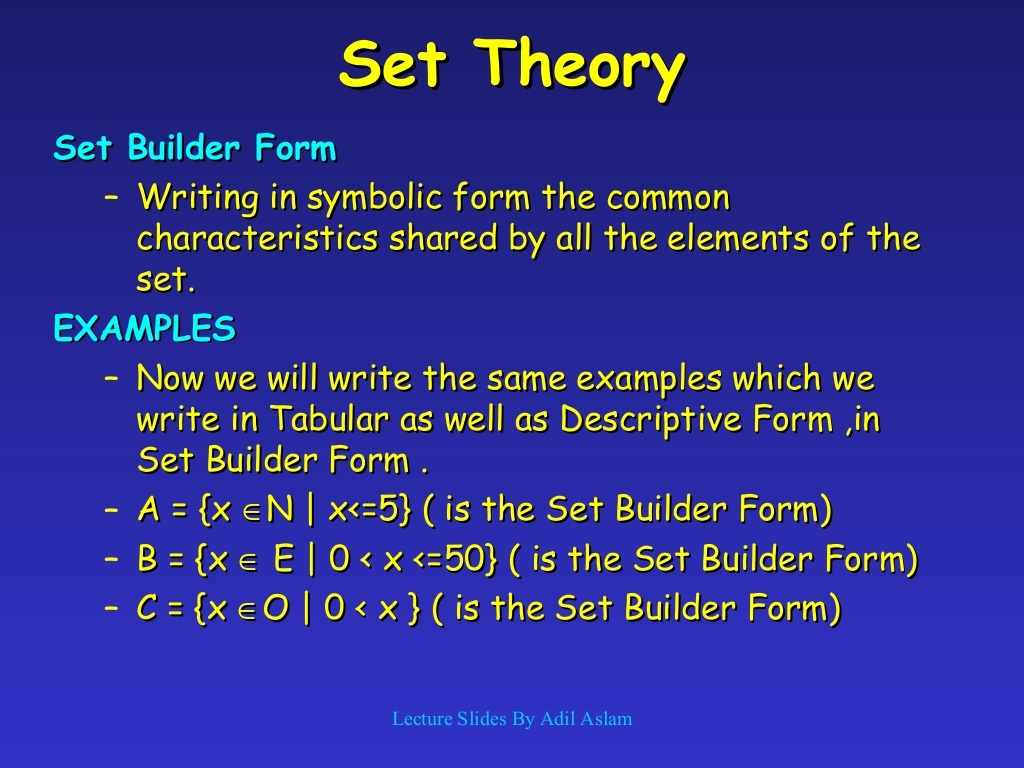 Set Theory
Set Builder Form
– Writing in symbolic form the common
characteristics shared by all the elements of the
set.
EXAMPLES
– Now we will write the same examples which we
write in Tabular as well as Descriptive Form ,in
Set Builder Form .
– A = {x ∈N | x<=5} ( is the Set Builder Form)
– B = {x ∈ E | 0 < x <=50} ( is the Set Builder Form)
– C = {x ∈O | 0 < x } ( is the Set Builder Form)
Lecture Slides By Adil Aslam